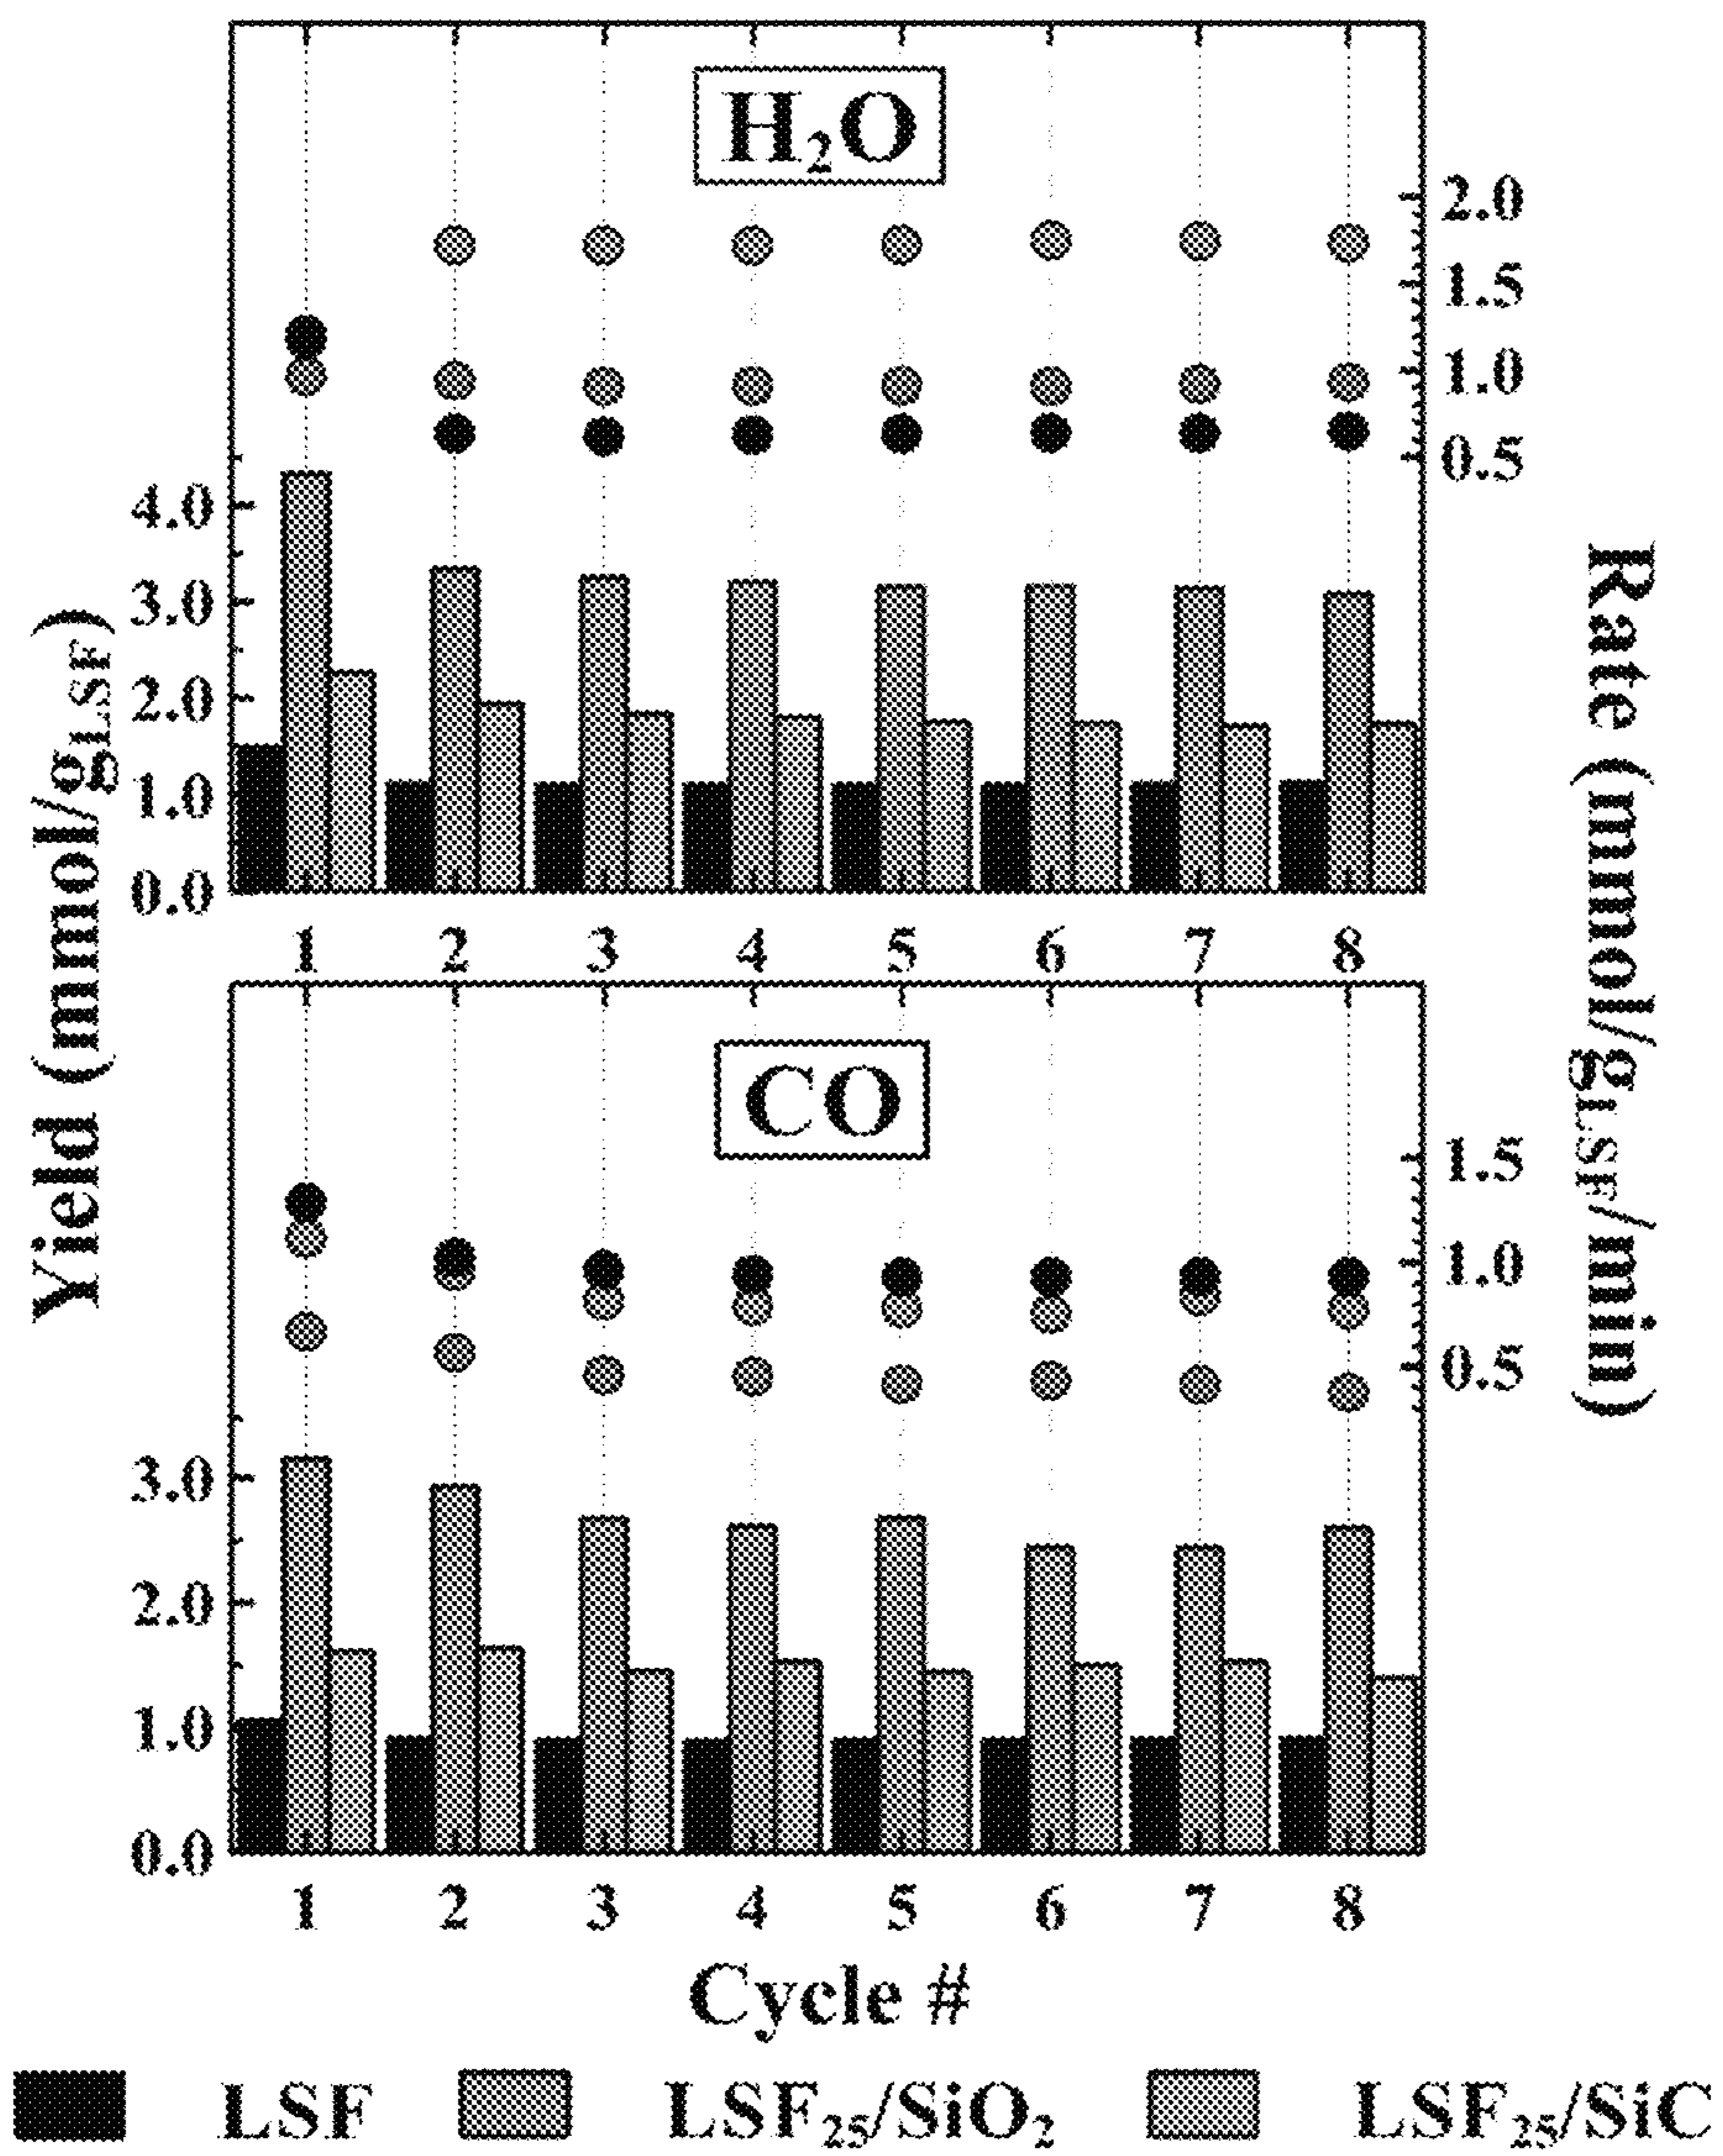 H₂O
2.0
1.5
1.0
0.5
4.0
3.0
2.0
1.0
0.0
1 2 3 4 5 6 7 8
Yield (mmol/gLSF)
Rate (mmol/gLSF/min)
CO
1.5
1.0
0.5
3.0
2.0
1.0
0.0
1 2 3 4 5 6 7 8
Cycle #
LSF LSF₂₅/SiO₂ LSF₂₅/SiC